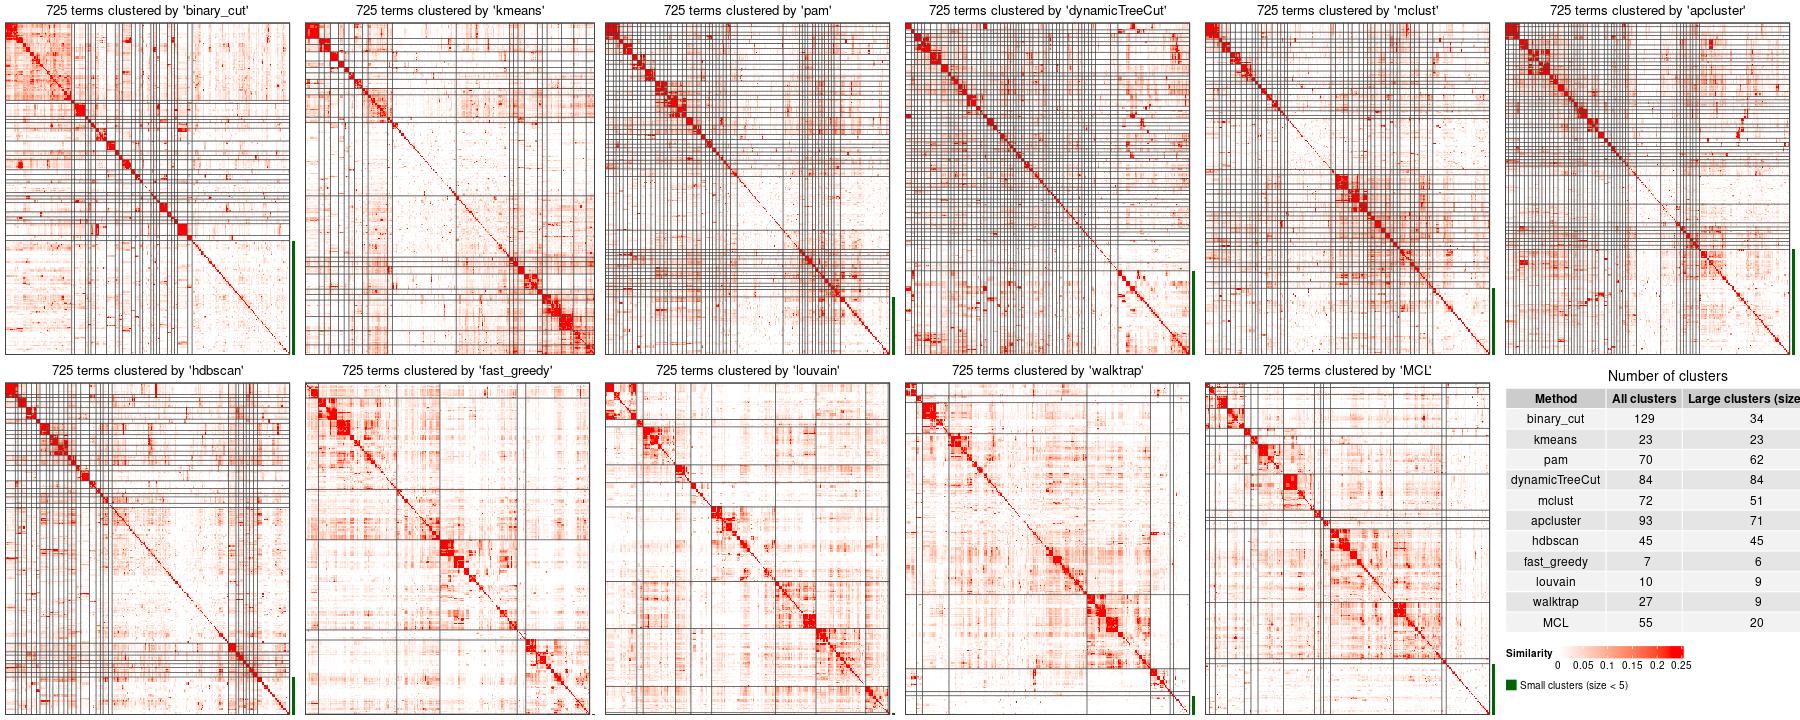 725 terms clustered by 'binary_cut'
725 terms clustered by 'kmeans'
725 terms clustered by 'pam'
725 terms clustered by 'dynamicTreeCut'
725 terms clustered by 'mclust'
725 terms clustered by 'apcluster'
725 terms clustered by 'hdbscan'
725 terms clustered by 'fast_greedy'
725 terms clustered by 'louvain'
725 terms clustered by 'walktrap'
725 terms clustered by 'MCL'
Number of clusters
Method All clusters Large clusters (size
binary_cut 129 34
kmeans 23 23
pam 70 62
dynamicTreeCut 84 84
mclust 72 51
apcluster 93 71
hdbscan 45 45
fast_greedy 7 6
louvain 10 9
walktrap 27 9
MCL 55 20
Similarity
0 0.05 0.1 0.15 0.2 0.25
Small clusters (size < 5)